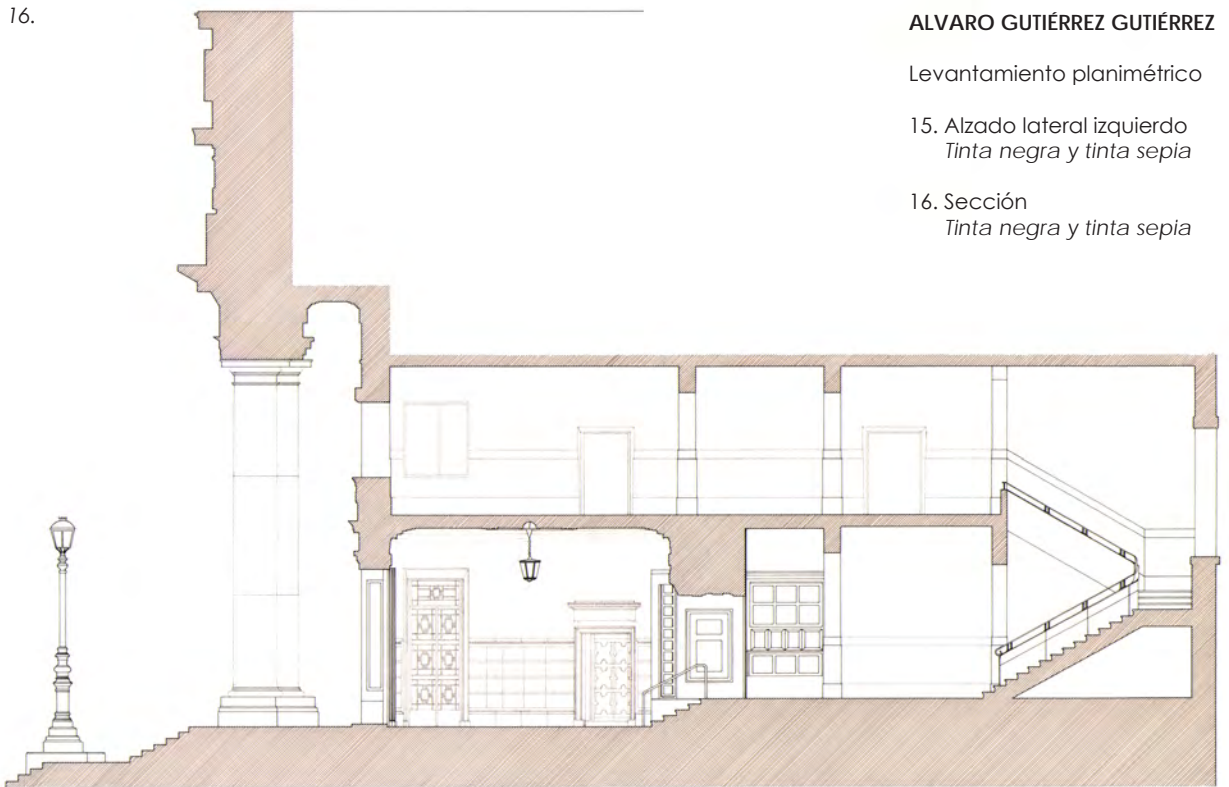 16.
ALVARO GUTIÉRREZ GUTIÉRREZ
Levantamiento planimétrico
15. Alzado lateral izquierdo
Tinta negra y tinta sepia
16. Sección
Tinta negra y tinta sepia